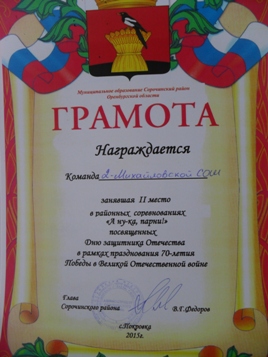 Муниципальное образование Сорочинский район
Оренбургской области
ГРАМОТА
Награждается
Команда 2-Михайловской СОШ
занявшая II место
в районных соревнованиях
«А ну-ка, парни!»
посвященных
Дню защитника Отечества
в рамках празднования 70-летия
Победы в Великой Отечественной войне
Глава
Сорочинского района В.Г.Федоров
с.Покровка
2015г.